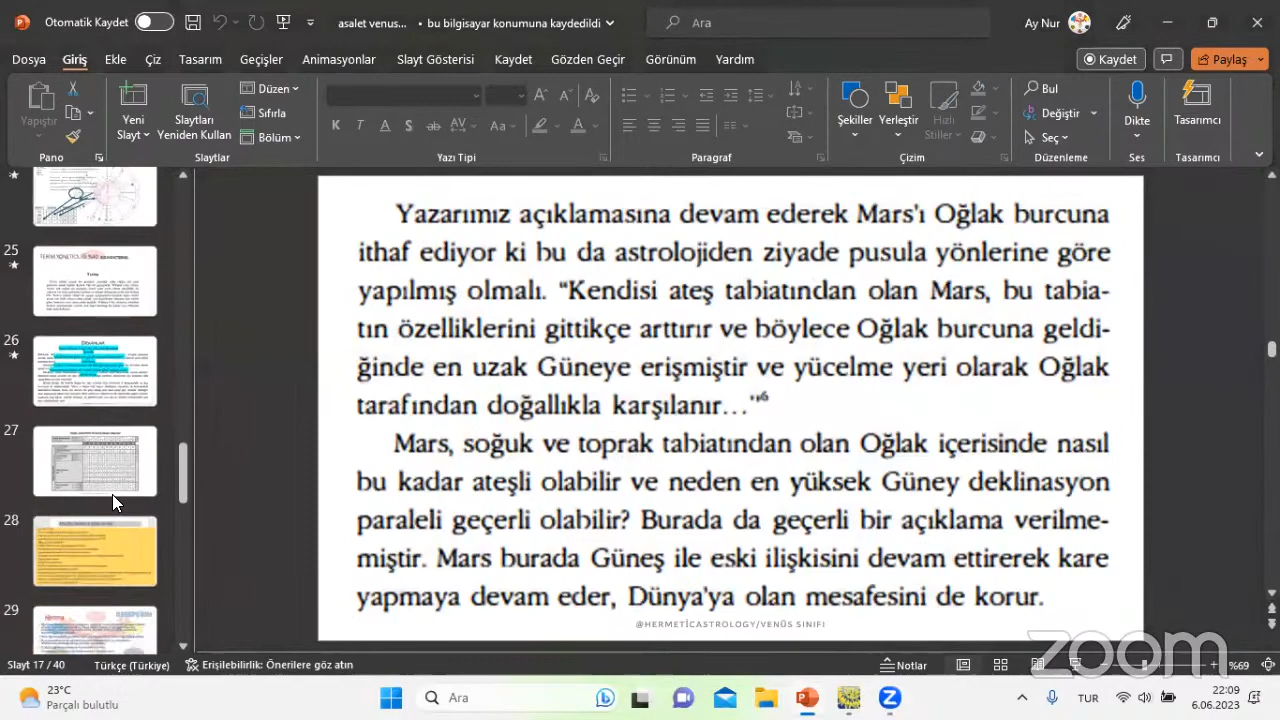 Otomatik Kaydet
asalet venus... • bu bilgisayar konumuna kaydedildi
Ara
Ay Nur
Dosya Giriş Ekle Çiz Tasarım Geçişler Animasyonlar Slayt Gösterisi Kaydet Gözden Geçir Görünüm Yardım
Kaydet Paylaş
Yapıştır
Yeni Slayt
Slaytları Yeniden Kullan
Düzen
Sıfırla
Bölüm
K T A S ab AV Aa A
Şekiller
Yerleştir
Hızlı Stiller
Bul
Değiştir
Seç
Dikte
Tasarımcı
Pano Slaytlar Yazı Tipi Paragraf Çizim Düzenleme Ses Tasarımcı
25
26
27
28
29
Yazarımız açıklamasına devam ederek Mars'ı Oğlak burcuna
ithaf ediyor ki bu da astrolojiden ziyade pusula yönlerine göre
yapılmış olmalı. “Kendisi ateş tabiatından olan Mars, bu tabia-
tın özelliklerini gittikçe arttırır ve böylece Oğlak burcuna geldi-
ğinde en uzak Güneye erişmiştir ve yücelme yeri olarak Oğlak
tarafından doğallıkla karşılanır...”⁶
Mars, soğuk ve toprak tabiatından olan Oğlak içerisinde nasıl
bu kadar ateşli olabilir ve neden en yüksek Güney deklinasyon
paraleli geçerli olabilir? Burada da geçerli bir açıklama verilme-
miştir. Mars burada Güneş ile eski ilişkisini devam ettirerek kare
yapmaya devam eder, Dünya'ya olan mesafesini de korur.
@HERMETİCASTROLOGY/VENÜS SINIFI
zoom
Slayt 17 / 40 Türkçe (Türkiye) Erişilebilirlik: Önerilere göz atın Notlar %69
23°C
Parçalı bulutlu
Ara
TUR
22:09
6.06.2023